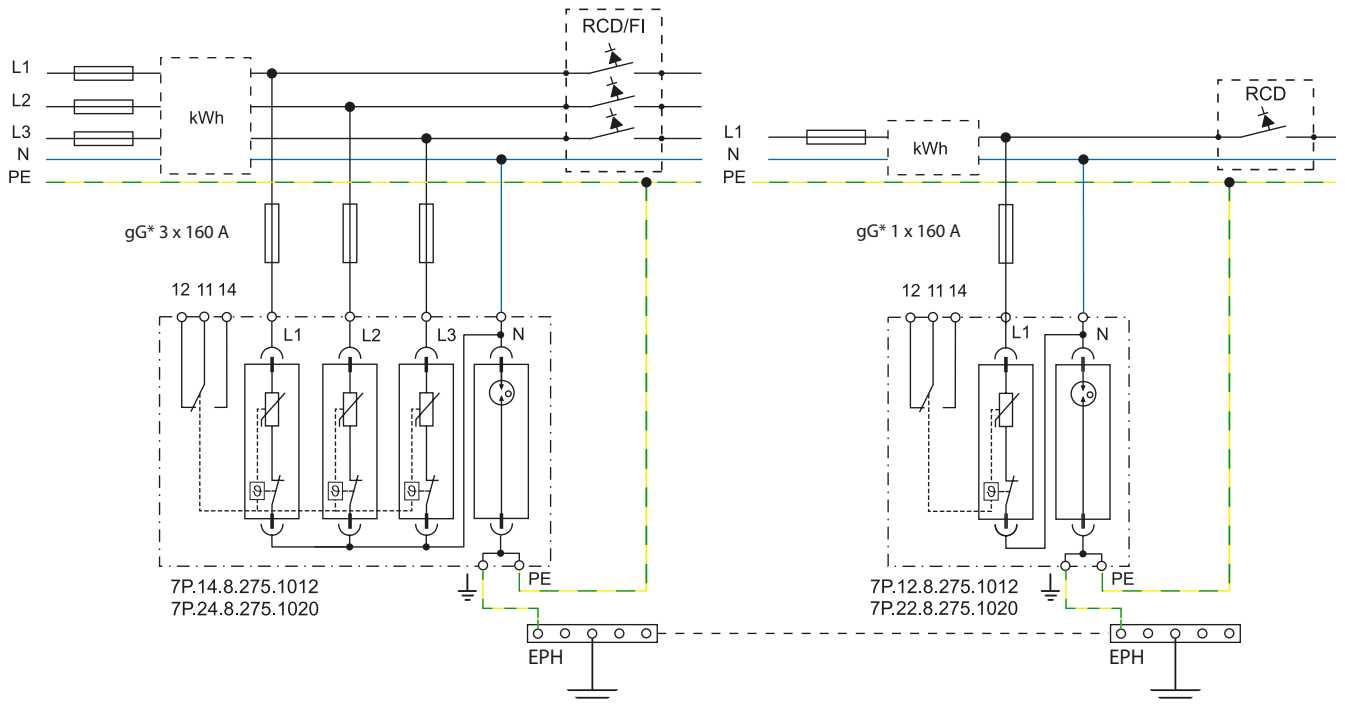 RCD/FI
L1
L2
L3
N
PE
kWh
gG* 3 x 160 A
12 11 14
L1
L2
L3
N
ϑ
ϑ
ϑ
PE
7P.14.8.275.1012
7P.24.8.275.1020
EPH
RCD
L1
N
PE
kWh
gG* 1 x 160 A
12 11 14
L1
N
ϑ
PE
7P.12.8.275.1012
7P.22.8.275.1020
EPH